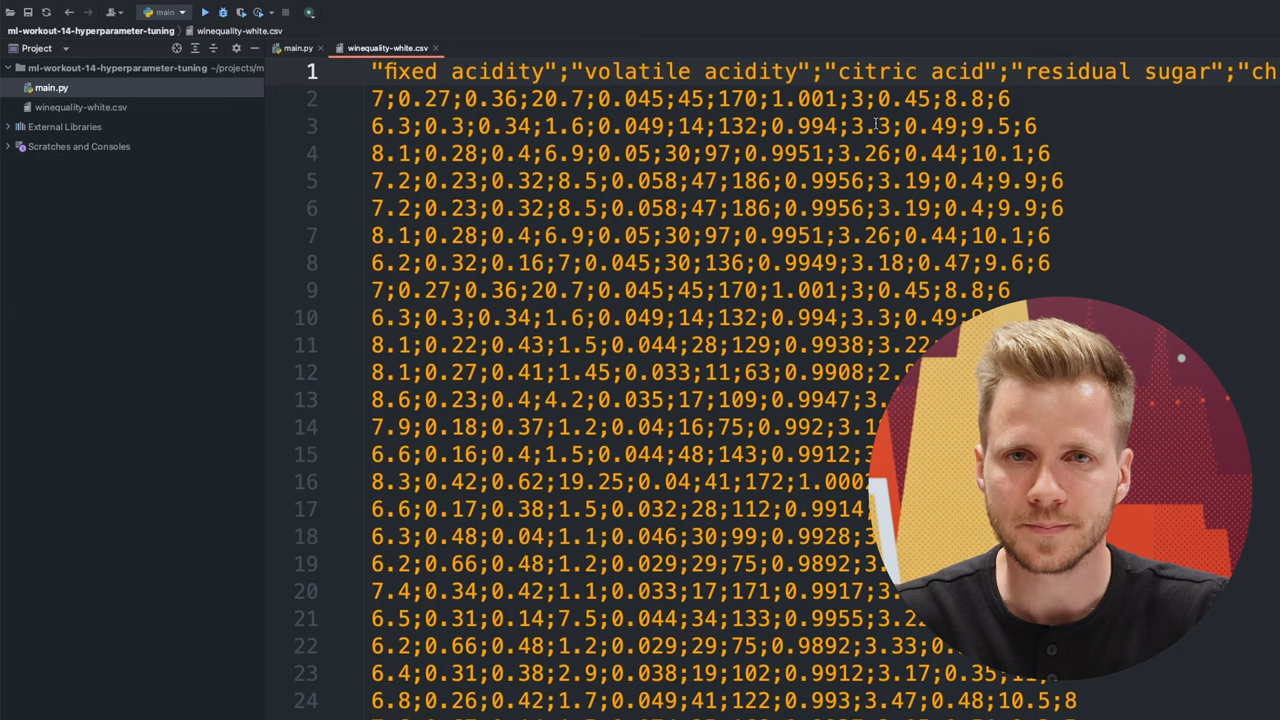 main
ml-workout-14-hyperparameter-tuning
winequality-white.csv
Project
main.py
winequality-white.csv
ml-workout-14-hyperparameter-tuning ~/projects/m
main.py
winequality-white.csv
External Libraries
Scratches and Consoles
1 "fixed acidity";"volatile acidity";"citric acid";"residual sugar";"ch
2 7;0.27;0.36;20.7;0.045;45;170;1.001;3;0.45;8.8;6
3 6.3;0.3;0.34;1.6;0.049;14;132;0.994;3.3;0.49;9.5;6
4 8.1;0.28;0.4;6.9;0.05;30;97;0.9951;3.26;0.44;10.1;6
5 7.2;0.23;0.32;8.5;0.058;47;186;0.9956;3.19;0.4;9.9;6
6 7.2;0.23;0.32;8.5;0.058;47;186;0.9956;3.19;0.4;9.9;6
7 8.1;0.28;0.4;6.9;0.05;30;97;0.9951;3.26;0.44;10.1;6
8 6.2;0.32;0.16;7;0.045;30;136;0.9949;3.18;0.47;9.6;6
9 7;0.27;0.36;20.7;0.045;45;170;1.001;3;0.45;8.8;6
10 6.3;0.3;0.34;1.6;0.049;14;132;0.994;3.3;0.49
11 8.1;0.22;0.43;1.5;0.044;28;129;0.9938;3.22
12 8.1;0.27;0.41;1.45;0.033;11;63;0.9908;2.9
13 8.6;0.23;0.4;4.2;0.035;17;109;0.9947;3.
14 7.9;0.18;0.37;1.2;0.04;16;75;0.992;3.1
15 6.6;0.16;0.4;1.5;0.044;48;143;0.9912;3
16 8.3;0.42;0.62;19.25;0.04;41;172;1.0002
17 6.6;0.17;0.38;1.5;0.032;28;112;0.9914;
18 6.3;0.48;0.04;1.1;0.046;30;99;0.9928;3
19 6.2;0.66;0.48;1.2;0.029;29;75;0.9892;3.
20 7.4;0.34;0.42;1.1;0.033;17;171;0.9917;3.
21 6.5;0.31;0.14;7.5;0.044;34;133;0.9955;3.22
22 6.2;0.66;0.48;1.2;0.029;29;75;0.9892;3.33;0.
23 6.4;0.31;0.38;2.9;0.038;19;102;0.9912;3.17;0.35;11;
24 6.8;0.26;0.42;1.7;0.049;41;122;0.993;3.47;0.48;10.5;8